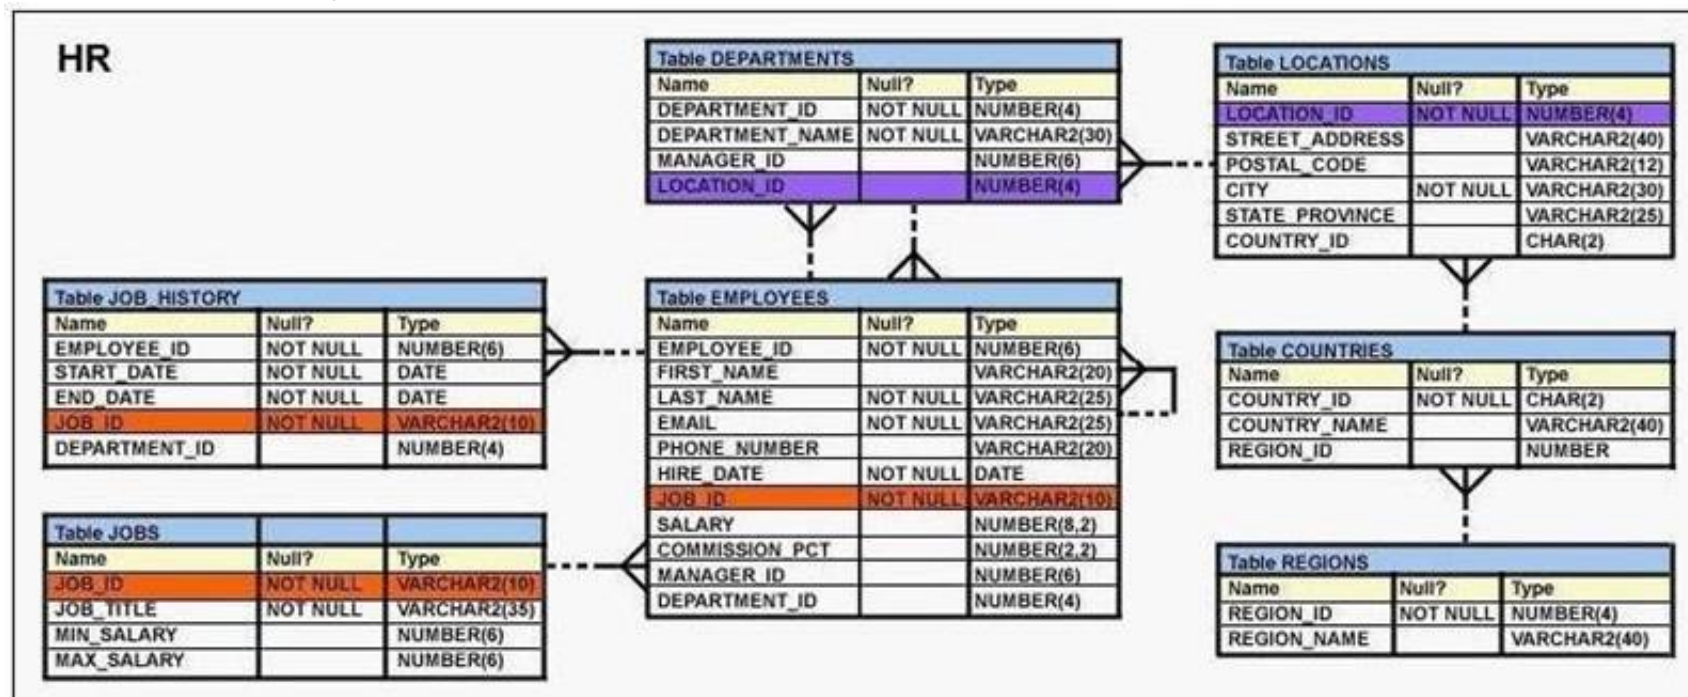 HR
Table DEPARTMENTS
Name Null? Type
DEPARTMENT_ID NOT NULL NUMBER(4)
DEPARTMENT_NAME NOT NULL VARCHAR2(30)
MANAGER_ID NUMBER(6)
LOCATION_ID NUMBER(4)
Table LOCATIONS
Name Null? Type
LOCATION_ID NOT NULL NUMBER(4)
STREET_ADDRESS VARCHAR2(40)
POSTAL_CODE VARCHAR2(12)
CITY NOT NULL VARCHAR2(30)
STATE_PROVINCE VARCHAR2(25)
COUNTRY_ID CHAR(2)
Table JOB_HISTORY
Name Null? Type
EMPLOYEE_ID NOT NULL NUMBER(6)
START_DATE NOT NULL DATE
END_DATE NOT NULL DATE
JOB_ID NOT NULL VARCHAR2(10)
DEPARTMENT_ID NUMBER(4)
Table EMPLOYEES
Name Null? Type
EMPLOYEE_ID NOT NULL NUMBER(6)
FIRST_NAME VARCHAR2(20)
LAST_NAME NOT NULL VARCHAR2(25)
EMAIL NOT NULL VARCHAR2(25)
PHONE_NUMBER VARCHAR2(20)
HIRE_DATE NOT NULL DATE
JOB_ID NOT NULL VARCHAR2(10)
SALARY NUMBER(8,2)
COMMISSION_PCT NUMBER(2,2)
MANAGER_ID NUMBER(6)
DEPARTMENT_ID NUMBER(4)
Table COUNTRIES
Name Null? Type
COUNTRY_ID NOT NULL CHAR(2)
COUNTRY_NAME VARCHAR2(40)
REGION_ID NUMBER
Table JOBS
Name Null? Type
JOB_ID NOT NULL VARCHAR2(10)
JOB_TITLE NOT NULL VARCHAR2(35)
MIN_SALARY NUMBER(6)
MAX_SALARY NUMBER(6)
Table REGIONS
Name Null? Type
REGION_ID NOT NULL NUMBER(4)
REGION_NAME VARCHAR2(40)